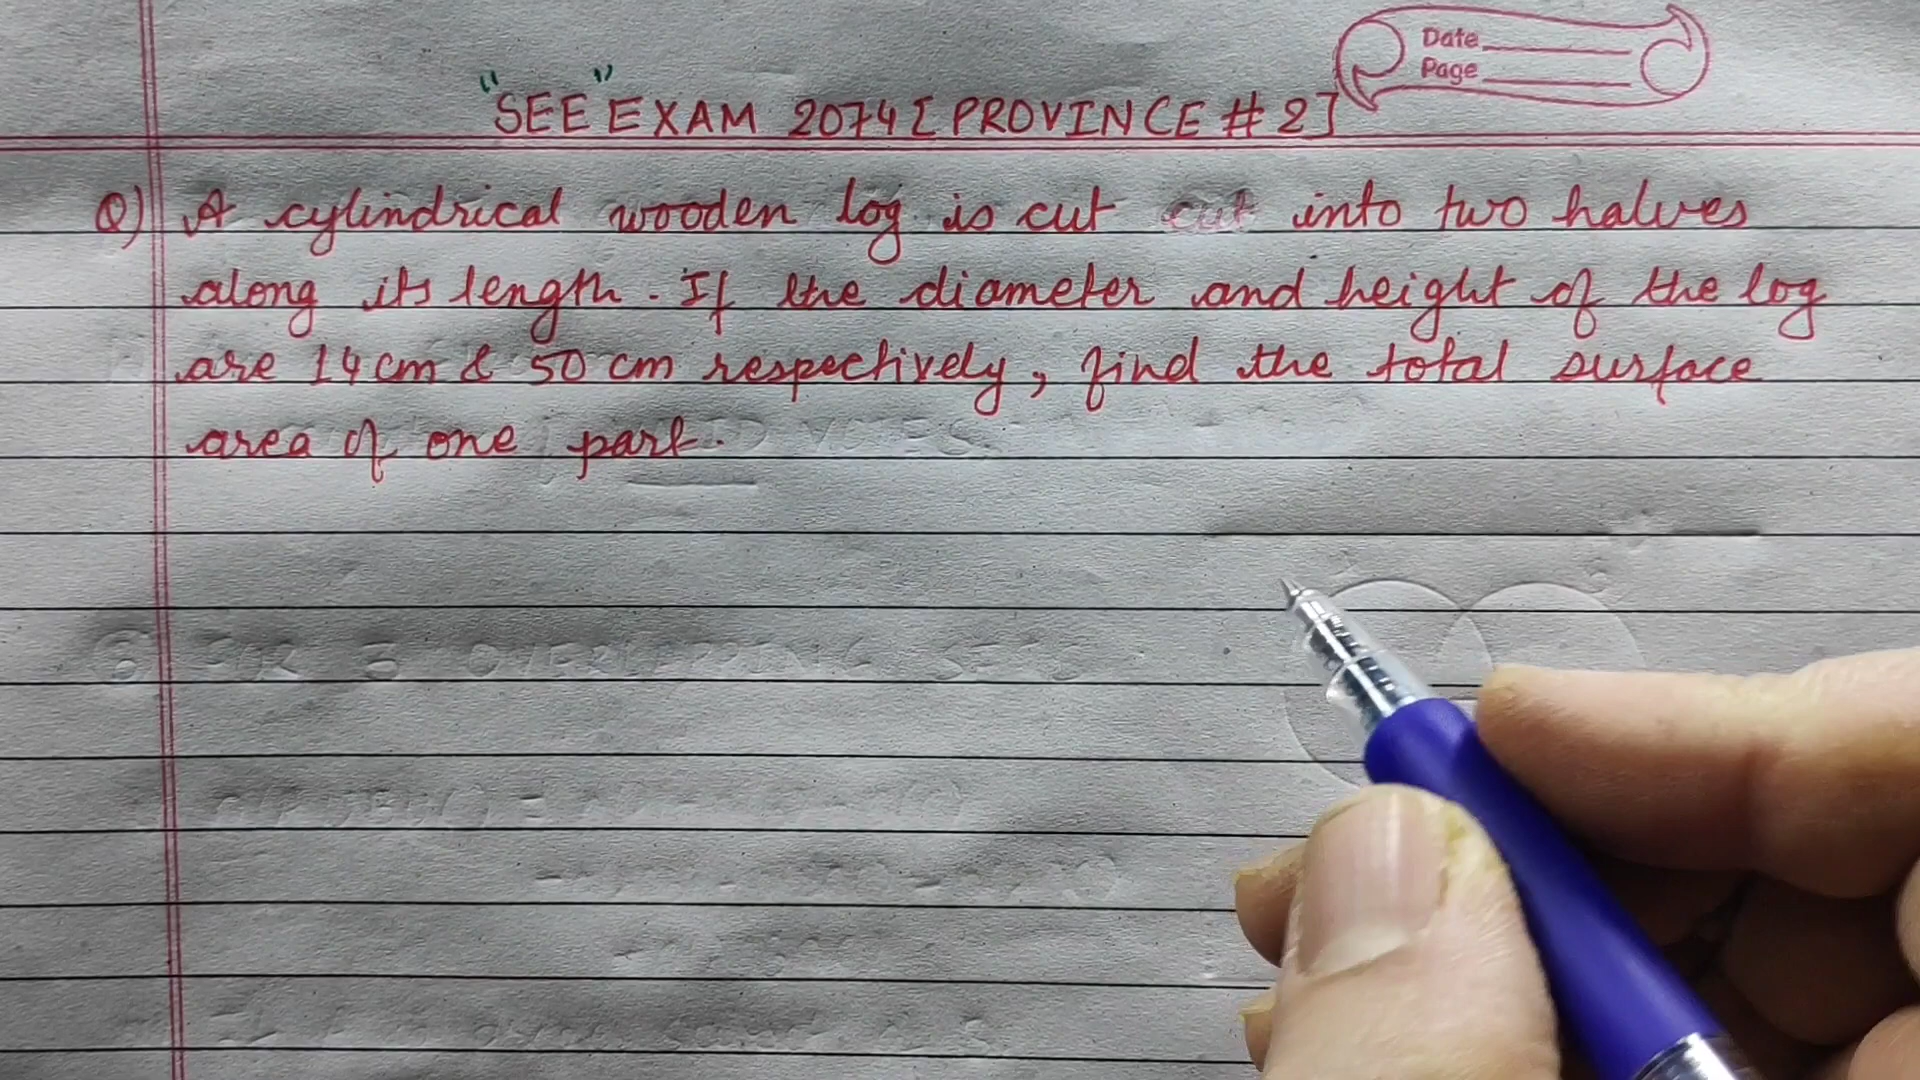 Date
Page
"SEE" EXAM 2074 [PROVINCE # 2]
Q) A cylindrical wooden log is cut cut into two halves
along its length. If the diameter and height of the log
are 14 cm & 50 cm respectively, find the total surface
area of one part.